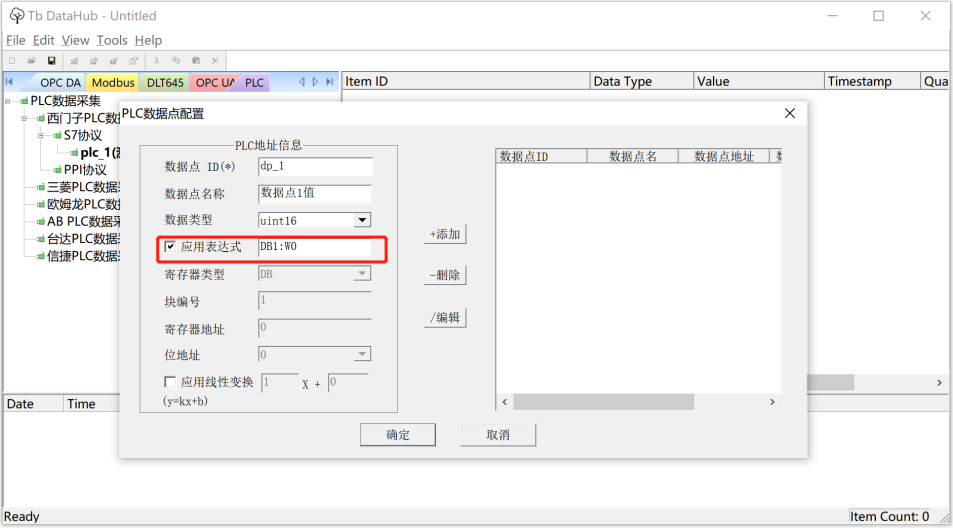 Tb DataHub - Untitled
File Edit View Tools Help
OPC DA Modbus DLT645 OPC UA PLC
Item ID Data Type Value Timestamp Qua
PLC数据采集
西门子PLC数据
S7协议
plc_1(
PPI协议
三菱PLC数据采
欧姆龙PLC数据
AB PLC数据采
台达PLC数据采
信捷PLC数据采
PLC数据点配置
PLC地址信息
数据点 ID(*) dp_1
数据点名称 数据点1值
数据类型 uint16
应用表达式 DB1:W0
寄存器类型 DB
块编号 1
寄存器地址 0
位地址 0
应用线性变换 1 X + 0
(y=kx+b)
+添加
-删除
/编辑
数据点ID 数据点名 数据点地址
确定 取消
Date Time
Ready Item Count: 0